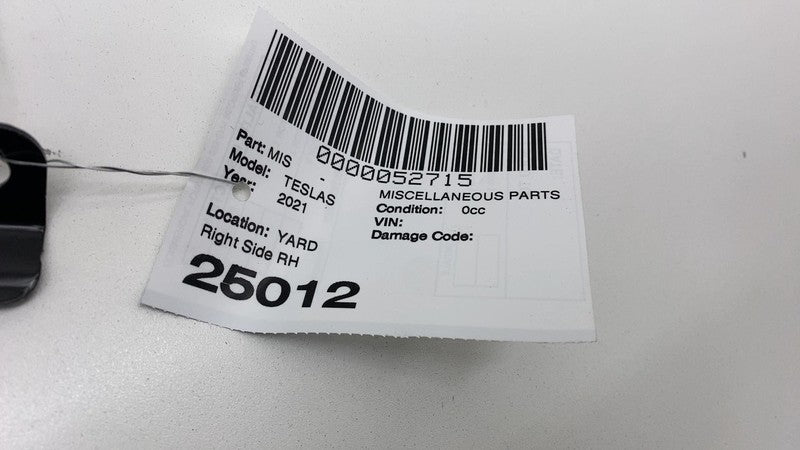 0000052715
Part: MIS -
MISCELLANEOUS PARTS
Model: TESLAS
Condition: 0cc
Year: 2021
VIN:
Damage Code:
Location: YARD
Right Side RH
25012